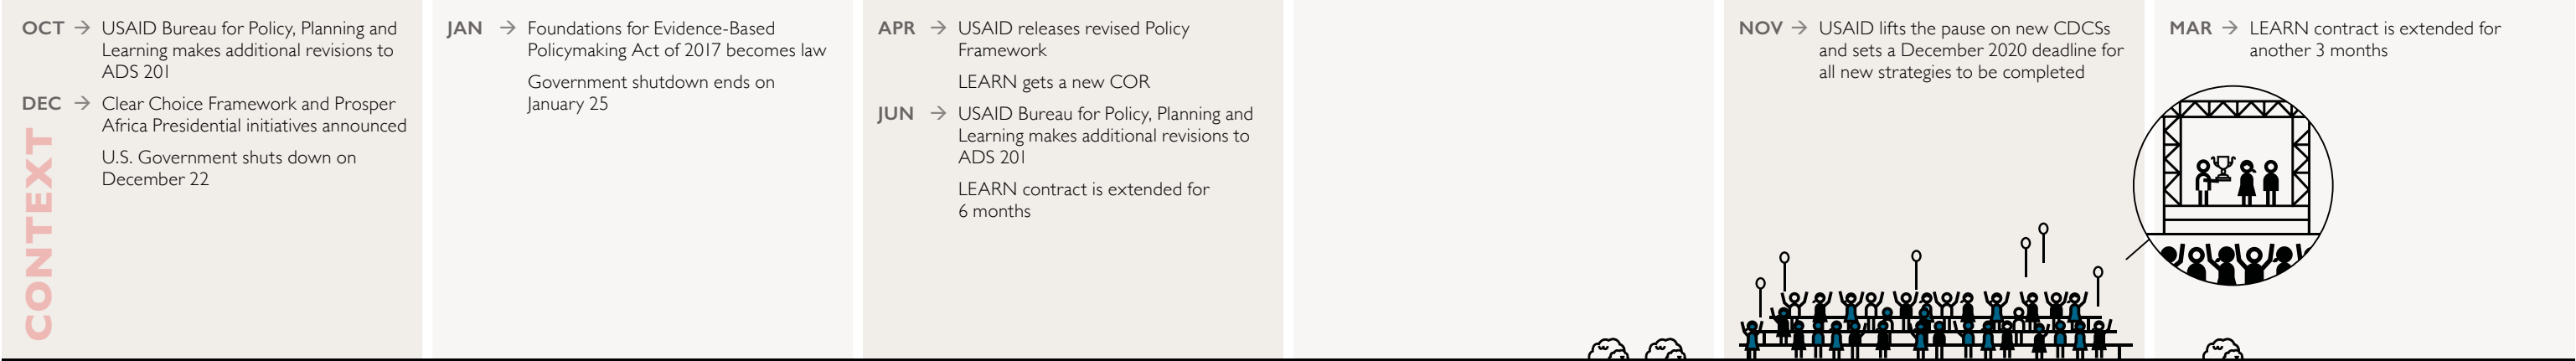 CONTEXT
OCT → USAID Bureau for Policy, Planning and
Learning makes additional revisions to
ADS 201
DEC → Clear Choice Framework and Prosper
Africa Presidential initiatives announced
U.S. Government shuts down on
December 22
JAN → Foundations for Evidence-Based
Policymaking Act of 2017 becomes law
Government shutdown ends on
January 25
APR → USAID releases revised Policy
Framework
LEARN gets a new COR
JUN → USAID Bureau for Policy, Planning and
Learning makes additional revisions to
ADS 201
LEARN contract is extended for
6 months
NOV → USAID lifts the pause on new CDCSs
and sets a December 2020 deadline for
all new strategies to be completed
MAR → LEARN contract is extended for
another 3 months